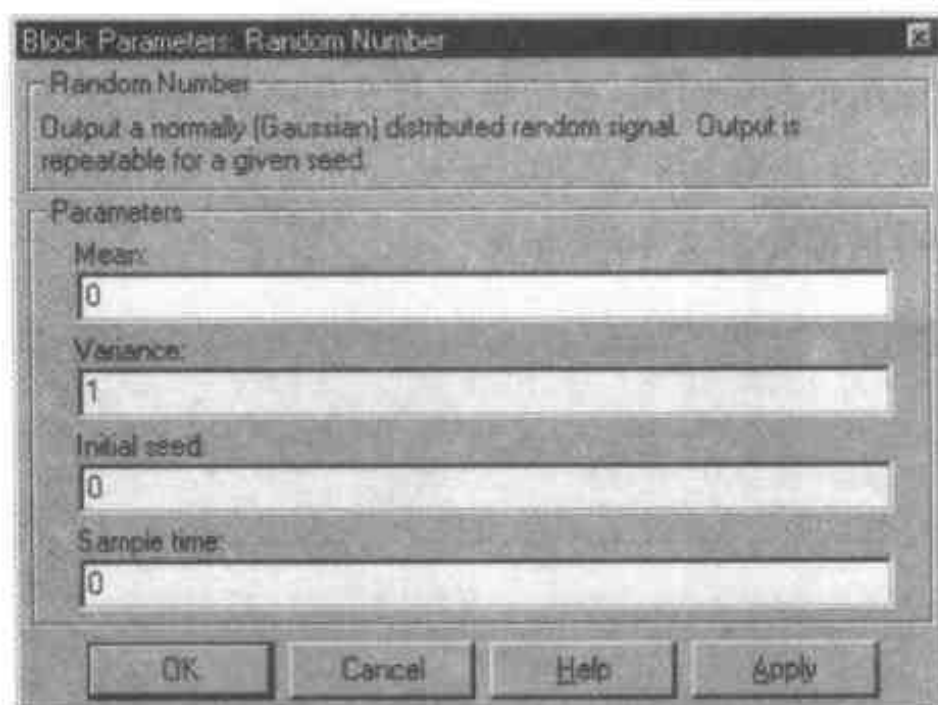 Block Parameters: Random Number
Random Number
Output a normally (Gaussian) distributed random signal. Output is
repeatable for a given seed.
Parameters
Mean:
0
Variance:
1
Initial seed:
0
Sample time:
0
OK Cancel Help Apply